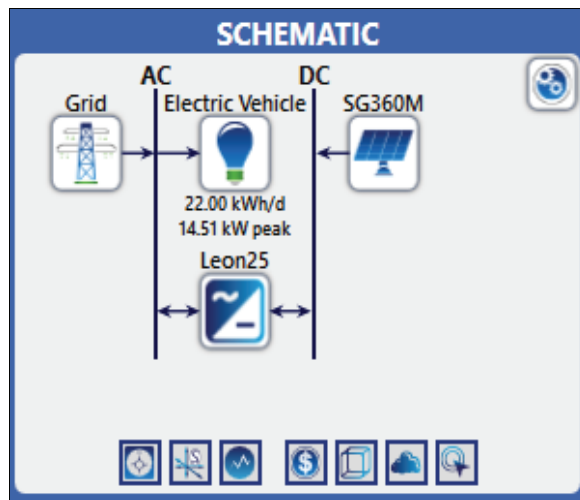 SCHEMATIC
AC DC
Grid Electric Vehicle SG360M
22.00 kWh/d
14.51 kW peak
Leon25